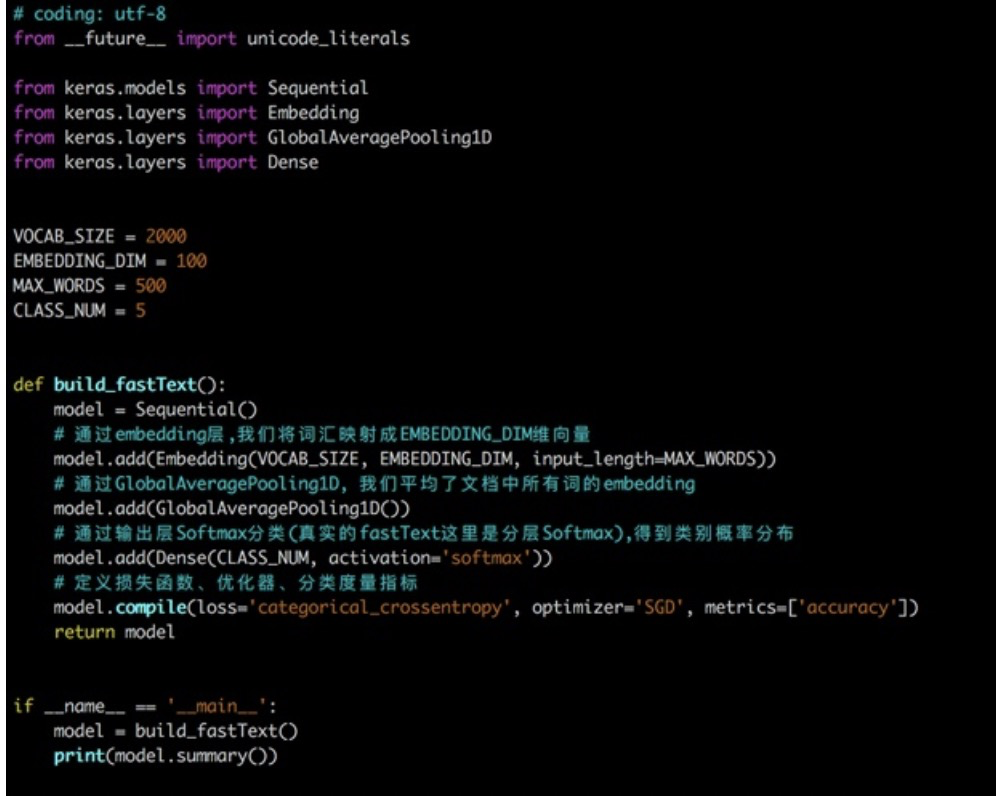 # coding: utf-8
from __future__ import unicode_literals
from keras.models import Sequential
from keras.layers import Embedding
from keras.layers import GlobalAveragePooling1D
from keras.layers import Dense
VOCAB_SIZE = 2000
EMBEDDING_DIM = 100
MAX_WORDS = 500
CLASS_NUM = 5
def build_fastText():
    model = Sequential()
    # 通过embedding层,我们将词汇映射成EMBEDDING_DIM维向量
    model.add(Embedding(VOCAB_SIZE, EMBEDDING_DIM, input_length=MAX_WORDS))
    # 通过GlobalAveragePooling1D, 我们平均了文档中所有词的embedding
    model.add(GlobalAveragePooling1D())
    # 通过输出层Softmax分类(真实的fastText这里是分层Softmax),得到类别概率分布
    model.add(Dense(CLASS_NUM, activation='softmax'))
    # 定义损失函数、优化器、分类度量指标
    model.compile(loss='categorical_crossentropy', optimizer='SGD', metrics=['accuracy'])
    return model
if __name__ == '__main__':
    model = build_fastText()
    print(model.summary())